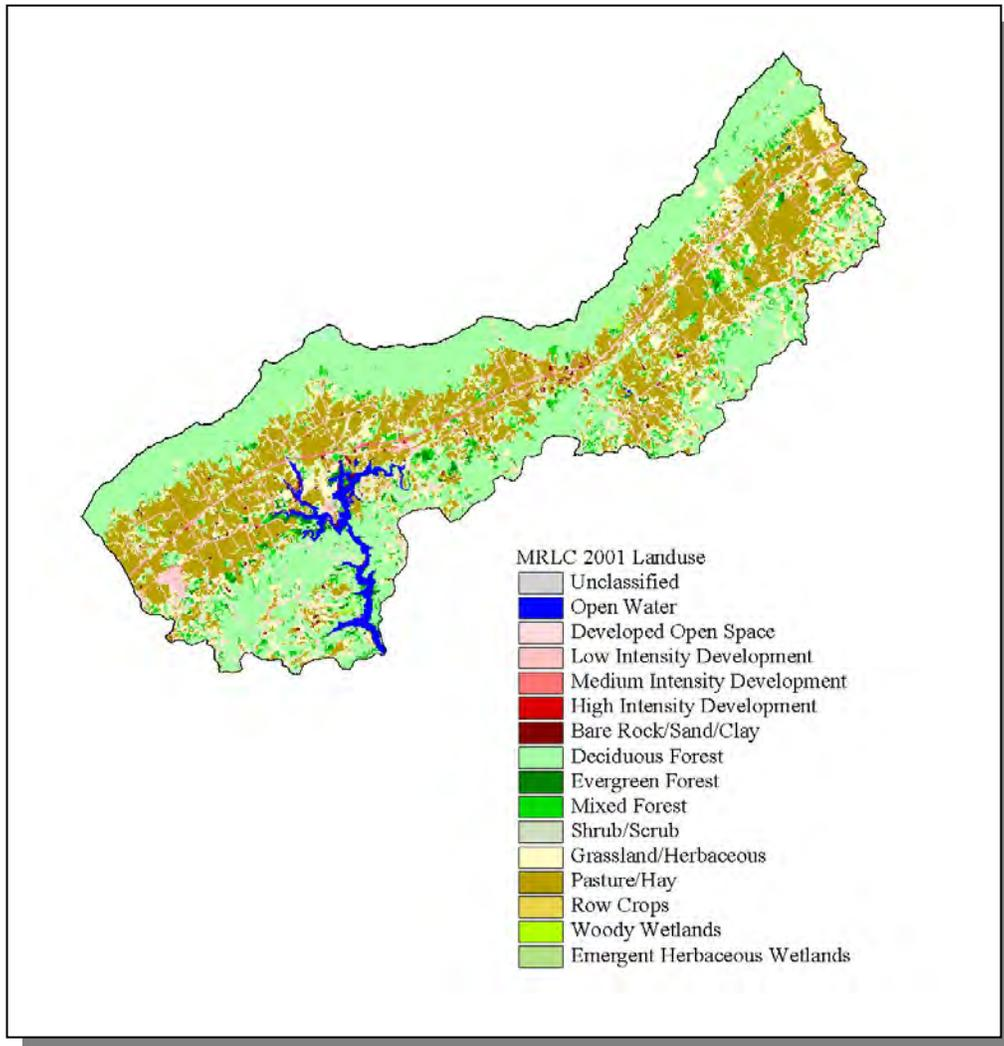 MRLC 2001 Landuse
Unclassified
Open Water
Developed Open Space
Low Intensity Development
Medium Intensity Development
High Intensity Development
Bare Rock/Sand/Clay
Deciduous Forest
Evergreen Forest
Mixed Forest
Shrub/Scrub
Grassland/Herbaceous
Pasture/Hay
Row Crops
Woody Wetlands
Emergent Herbaceous Wetlands